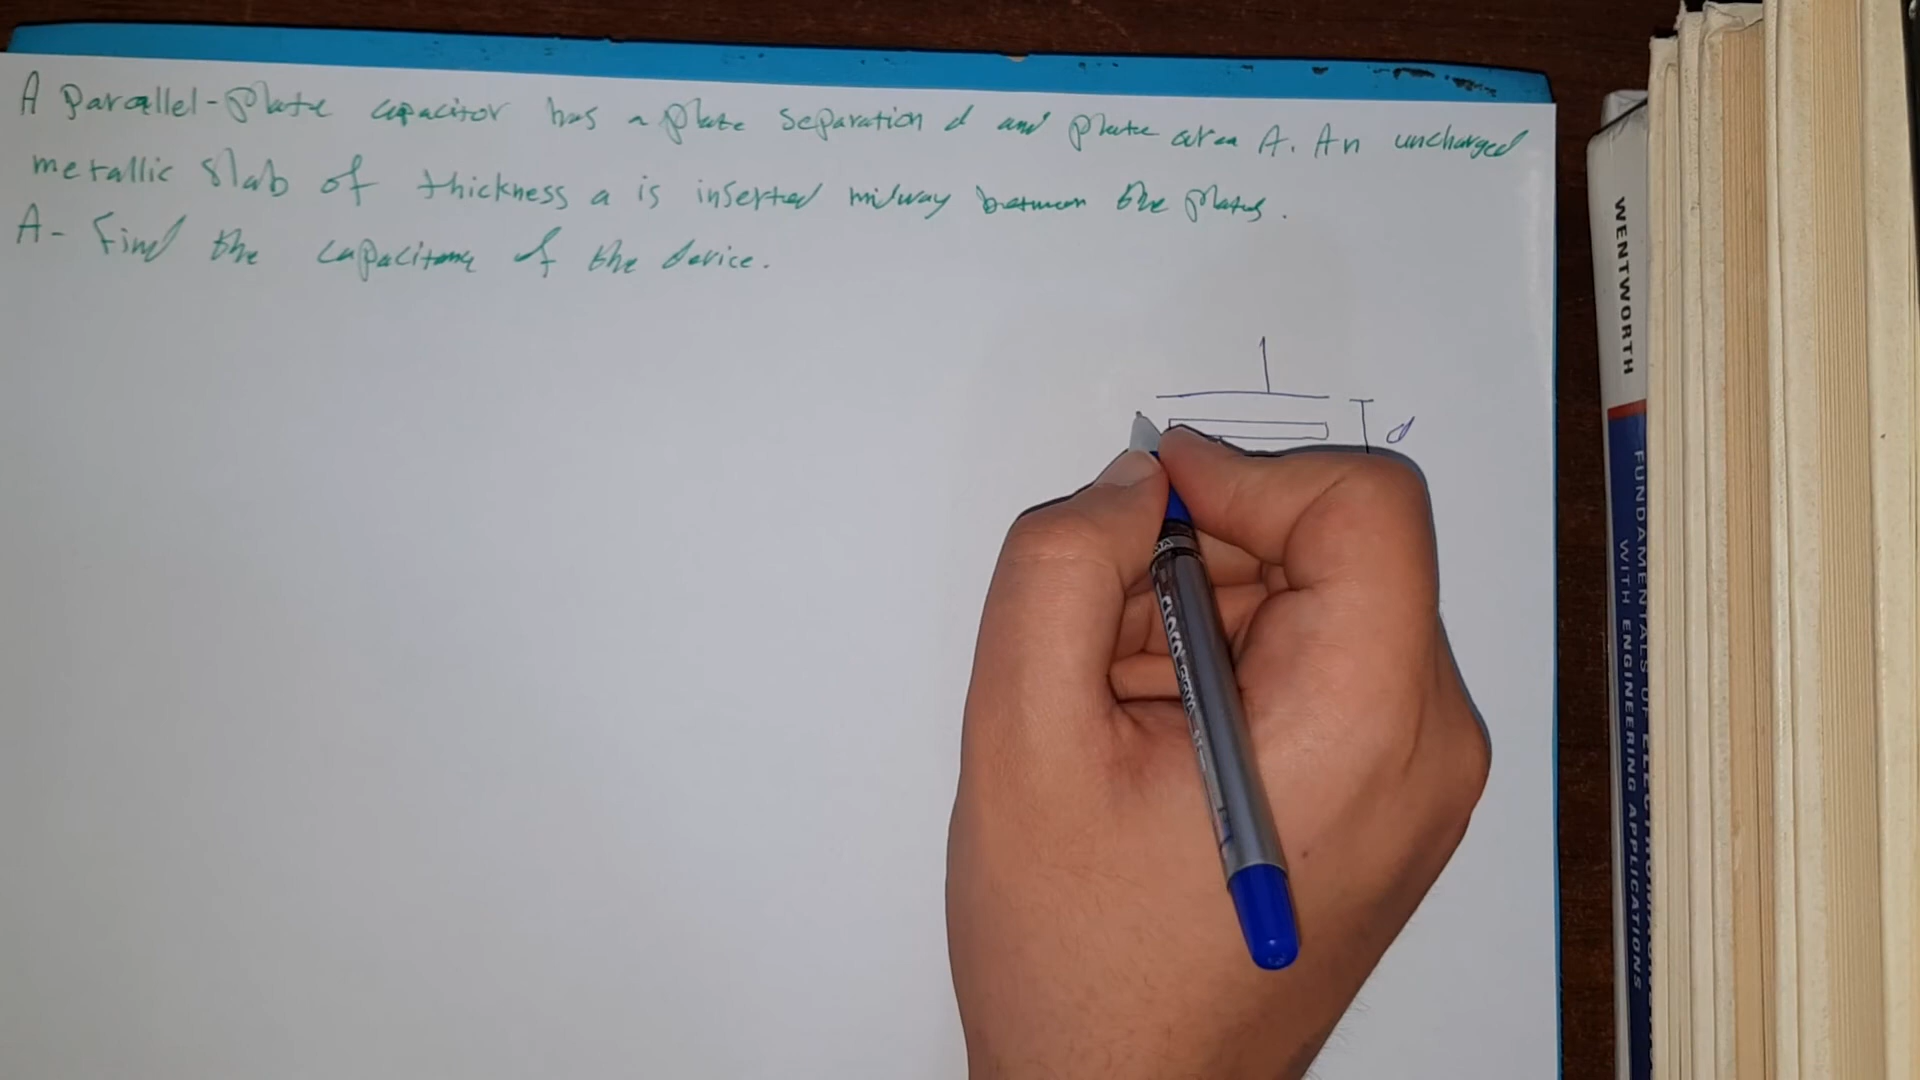 A parallel-plate capacitor has a plate separation d and plate area A. An uncharged
metallic slab of thickness a is inserted midway between the plates.
A- Find the capacitance of the device.
d
WENTWORTH
FUNDAMENTALS OF
WITH ENGINEERING APPLICATIONS